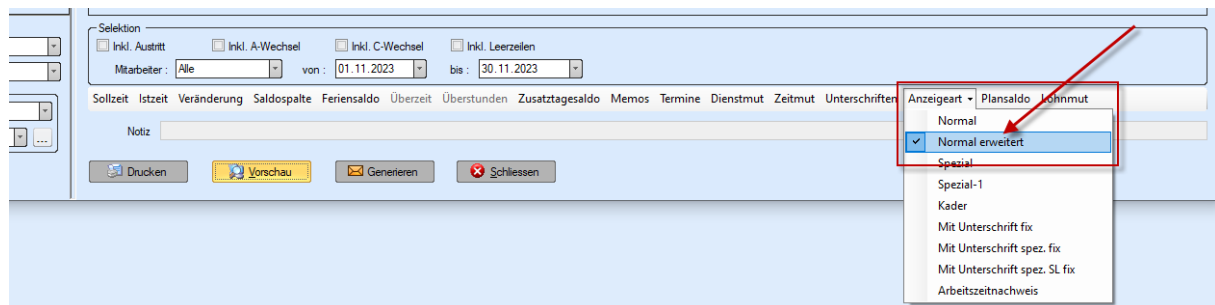 Selektion
Inkl. Austritt Inkl. A-Wechsel Inkl. C-Wechsel Inkl. Leerzeilen
Mitarbeiter : Alle von : 01.11.2023 bis : 30.11.2023
Sollzeit Istzeit Veränderung Saldospalte Feriensaldo Überzeit Überstunden Zusatztagesaldo Memos Termine Dienstmut Zeitmut Unterschriften Anzeigeart Plansaldo Lohnmut
Notiz
Normal
Normal erweitert
Spezial
Spezial-1
Kader
Mit Unterschrift fix
Mit Unterschrift spez. fix
Mit Unterschrift spez. SL fix
Arbeitszeitnachweis
...
Drucken Vorschau Generieren Schliessen